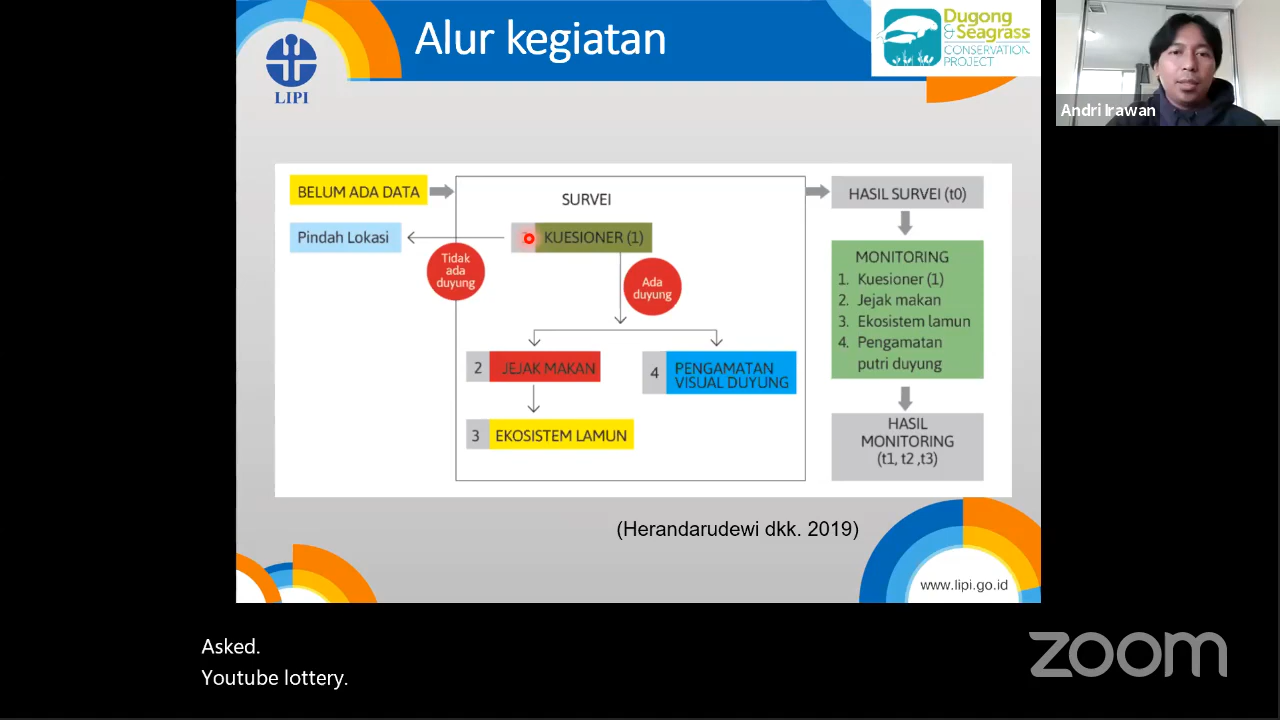 Alur kegiatan
LIPI
Dugong
& Seagrass
CONSERVATION
PROJECT
Andri Irawan
BELUM ADA DATA
SURVEI
HASIL SURVEI (t0)
Pindah Lokasi
KUESIONER (1)
Tidak
ada
duyung
Ada
duyung
MONITORING
1. Kuesioner (1)
2. Jejak makan
3. Ekosistem lamun
4. Pengamatan
putri duyung
2 JEJAK MAKAN
4 PENGAMATAN
VISUAL DUYUNG
3 EKOSISTEM LAMUN
HASIL
MONITORING
(t1, t2 ,t3)
(Herandarudewi dkk. 2019)
www.lipi.go.id
Asked.
Youtube lottery.
zoom